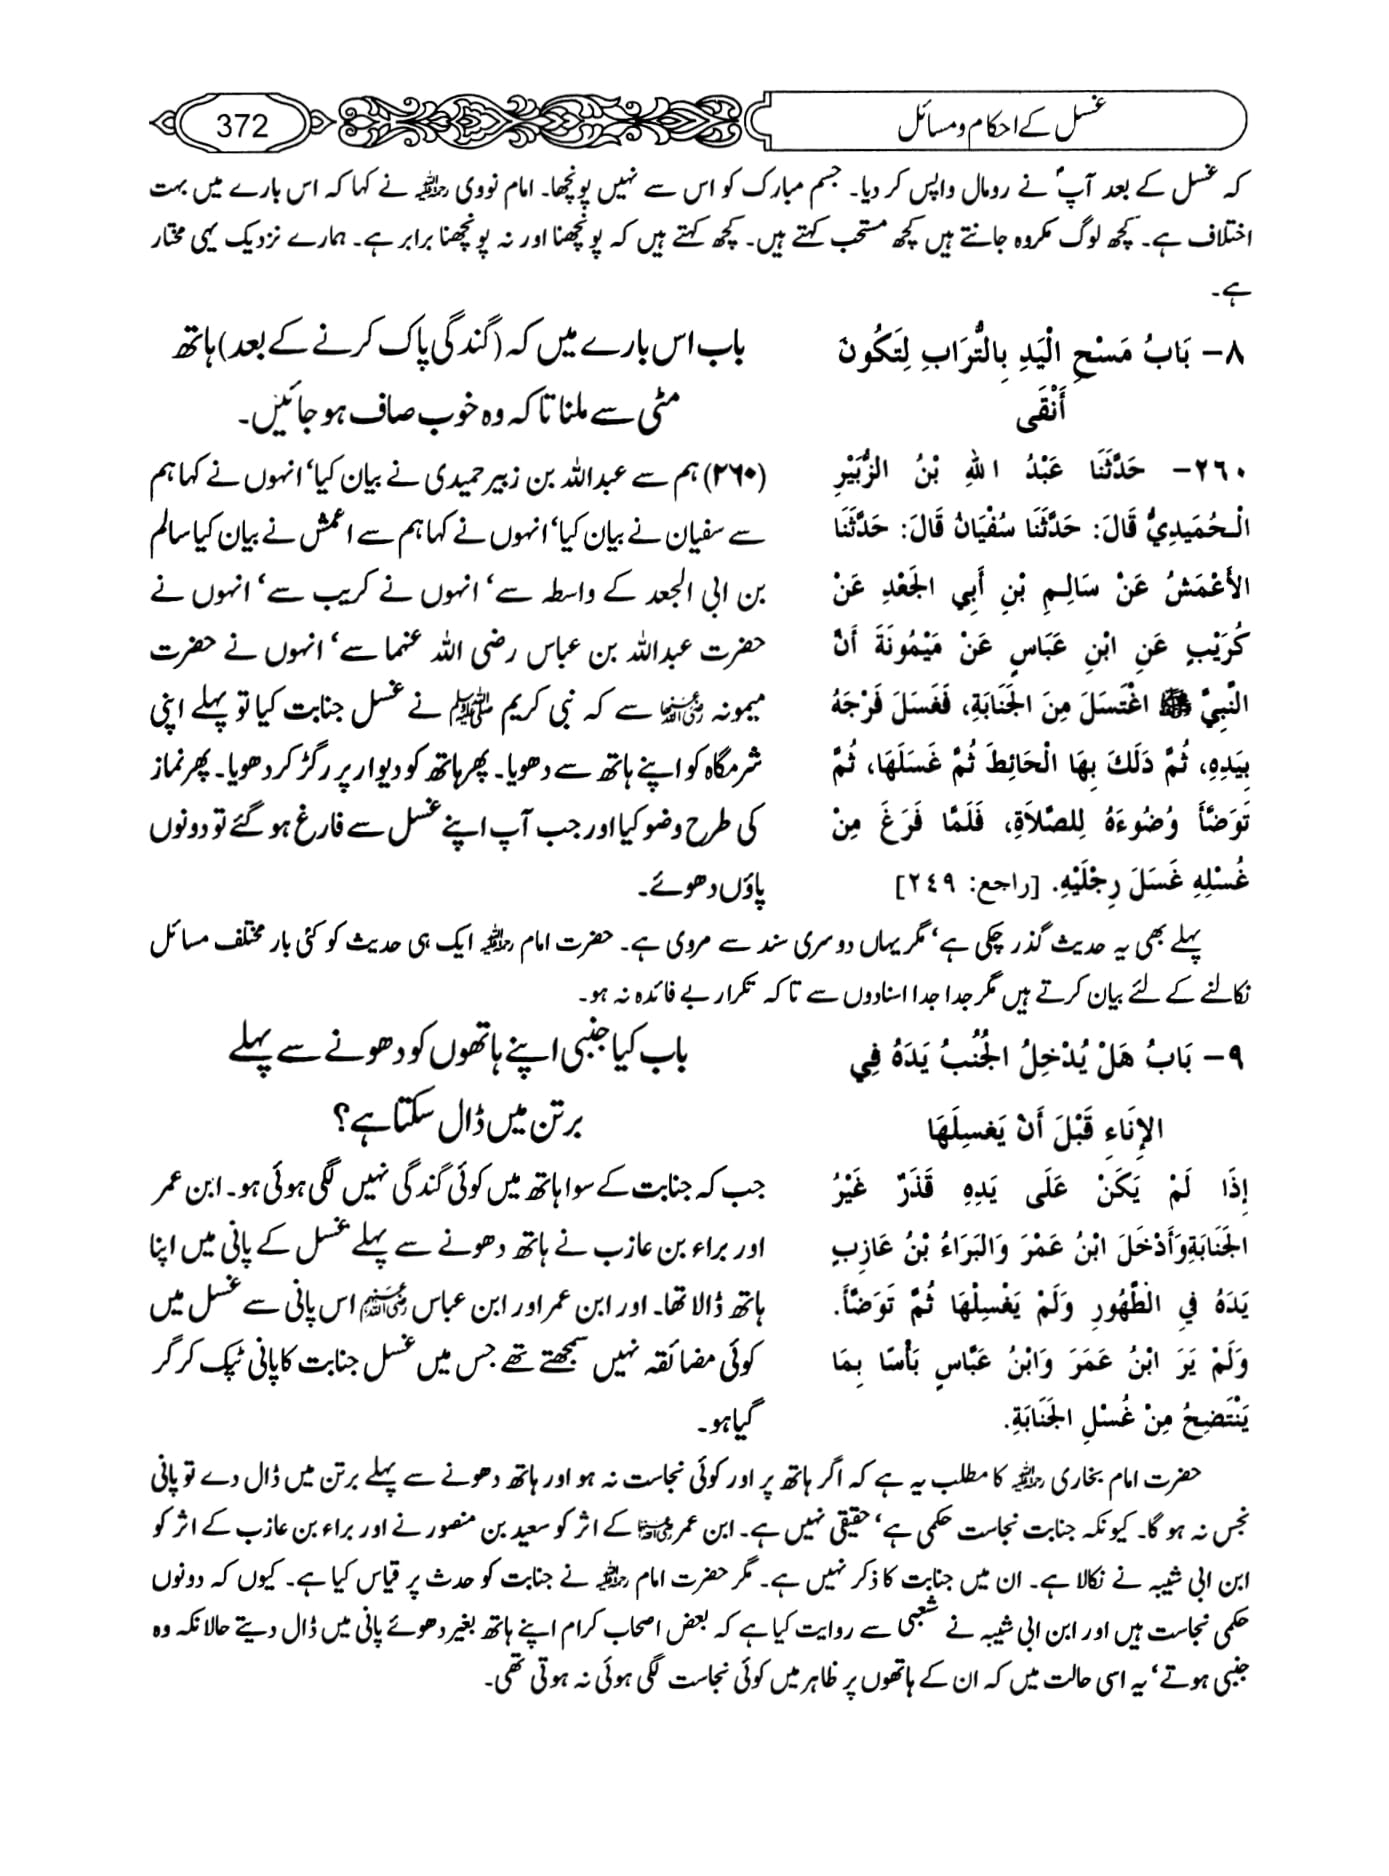 غسل کے احکام و مسائل
372
کہ غسل کے بعد آپؐ نے رومال واپس کر دیا۔ جسم مبارک کو اس سے نہیں پونچھا۔ امام نووی رحمۃ اللہ علیہ نے کہا کہ اس بارے میں بہت
اختلاف ہے۔ کچھ لوگ مکروہ جانتے ہیں کچھ مستحب کہتے ہیں۔ کچھ کہتے ہیں کہ پونچھنا اور نہ پونچھنا برابر ہے۔ ہمارے نزدیک یہی مختار
ہے۔
٨- بَابُ مَسْحِ الْيَدِ بِالتُّرَابِ لِتَكُونَ
أَنْقَى
٢٦٠- حَدَّثَنَا عَبْدُ اللهِ بْنُ الزُّبَيْرِ
الْحُمَيدِيُّ قَالَ: حَدَّثَنَا سُفْيَانُ قَالَ: حَدَّثَنَا
الأَعْمَشُ عَنْ سَالِمِ بْنِ أَبِي الجَعْدِ عَنْ
كُرَيْبٍ عَنِ ابْنِ عَبَّاسٍ عَنْ مَيْمُونَةَ أَنَّ
النَّبِيَّ ﷺ اغْتَسَلَ مِنَ الجَنَابَةِ، فَغَسَلَ فَرْجَهُ
بِيَدِهِ، ثُمَّ دَلَكَ بِهَا الْحَائِطَ ثُمَّ غَسَلَهَا، ثُمَّ
تَوَضَّأَ وُضُوءَهُ لِلصَّلاَةِ، فَلَمَّا فَرَغَ مِنْ
غُسْلِهِ غَسَلَ رِجْلَيْهِ. [راجع: ٢٤٩]
باب اس بارے میں کہ (گندگی پاک کرنے کے بعد) ہاتھ
مٹی سے ملنا تاکہ وہ خوب صاف ہو جائیں۔
(۲۶۰) ہم سے عبداللہ بن زبیر حمیدی نے بیان کیا‘ انہوں نے کہا ہم
سے سفیان نے بیان کیا‘ انہوں نے کہا ہم سے اعمش نے بیان کیا سالم
بن ابی الجعد کے واسطہ سے‘ انہوں نے کریب سے‘ انہوں نے
حضرت عبداللہ بن عباس رضی اللہ عنہما سے‘ انہوں نے حضرت
میمونہ رضی اللہ عنہا سے کہ نبی کریم ﷺ نے غسل جنابت کیا تو پہلے اپنی
شرمگاہ کو اپنے ہاتھ سے دھویا۔ پھر ہاتھ کو دیوار پر رگڑ کر دھویا۔ پھر نماز
کی طرح وضو کیا اور جب آپ اپنے غسل سے فارغ ہو گئے تو دونوں
پاؤں دھوئے۔
پہلے بھی یہ حدیث گذر چکی ہے‘ مگر یہاں دوسری سند سے مروی ہے۔ حضرت امام رحمۃ اللہ علیہ ایک ہی حدیث کو کئی بار مختلف مسائل
نکالنے کے لئے بیان کرتے ہیں مگر جدا جدا اسنادوں سے تاکہ تکرار بے فائدہ نہ ہو۔
٩- بَابُ هَلْ يُدْخِلُ الجُنُبُ يَدَهُ فِي
الإِنَاءِ قَبْلَ أَنْ يَغسِلَهَا
إِذَا لَمْ يَكَنْ عَلَى يَدِهِ قَذَرٌ غَيْرُ
الجَنَابَةِ وَأَدْخَلَ ابْنُ عَمْرَ وَالبَرَاءُ بْنُ عَازِبٍ
يَدَهُ فِي الطَّهُورِ وَلَمْ يَغْسِلْهَا ثُمَّ تَوَضَّأَ.
وَلَمْ يَرَ ابْنُ عَمَرَ وَابْنُ عَبَّاسٍ بَأْسًا بِمَا
يَنْتَضِحُ مِنْ غُسْلِ الجَنَابَةِ.
باب کیا جنبی اپنے ہاتھوں کو دھونے سے پہلے
برتن میں ڈال سکتا ہے؟
جب کہ جنابت کے سوا ہاتھ میں کوئی گندگی نہیں لگی ہوئی ہو۔ ابن عمر
اور براء بن عازب نے ہاتھ دھونے سے پہلے غسل کے پانی میں اپنا
ہاتھ ڈالا تھا۔ اور ابن عمر اور ابن عباس رضی اللہ عنہم اس پانی سے غسل میں
کوئی مضائقہ نہیں سمجھتے تھے جس میں غسل جنابت کا پانی ٹپک کر گر
گیا ہو۔
حضرت امام بخاری رحمۃ اللہ علیہ کا مطلب یہ ہے کہ اگر ہاتھ پر اور کوئی نجاست نہ ہو اور ہاتھ دھونے سے پہلے برتن میں ڈال دے تو پانی
نجس نہ ہو گا۔ کیونکہ جنابت نجاست حکمی ہے‘ حقیقی نہیں ہے۔ ابن عمر رضی اللہ عنہما کے اثر کو سعید بن منصور نے اور براء بن عازب کے اثر کو
ابن ابی شیبہ نے نکالا ہے۔ ان میں جنابت کا ذکر نہیں ہے۔ مگر حضرت امام رحمۃ اللہ علیہ نے جنابت کو حدث پر قیاس کیا ہے۔ کیوں کہ دونوں
حکمی نجاست ہیں اور ابن ابی شیبہ نے شعبی سے روایت کیا ہے کہ بعض اصحاب کرام اپنے ہاتھ بغیر دھوئے پانی میں ڈال دیتے حالانکہ وہ
جنبی ہوتے‘ یہ اسی حالت میں کہ ان کے ہاتھوں پر ظاہر میں کوئی نجاست لگی ہوئی نہ ہوتی تھی۔